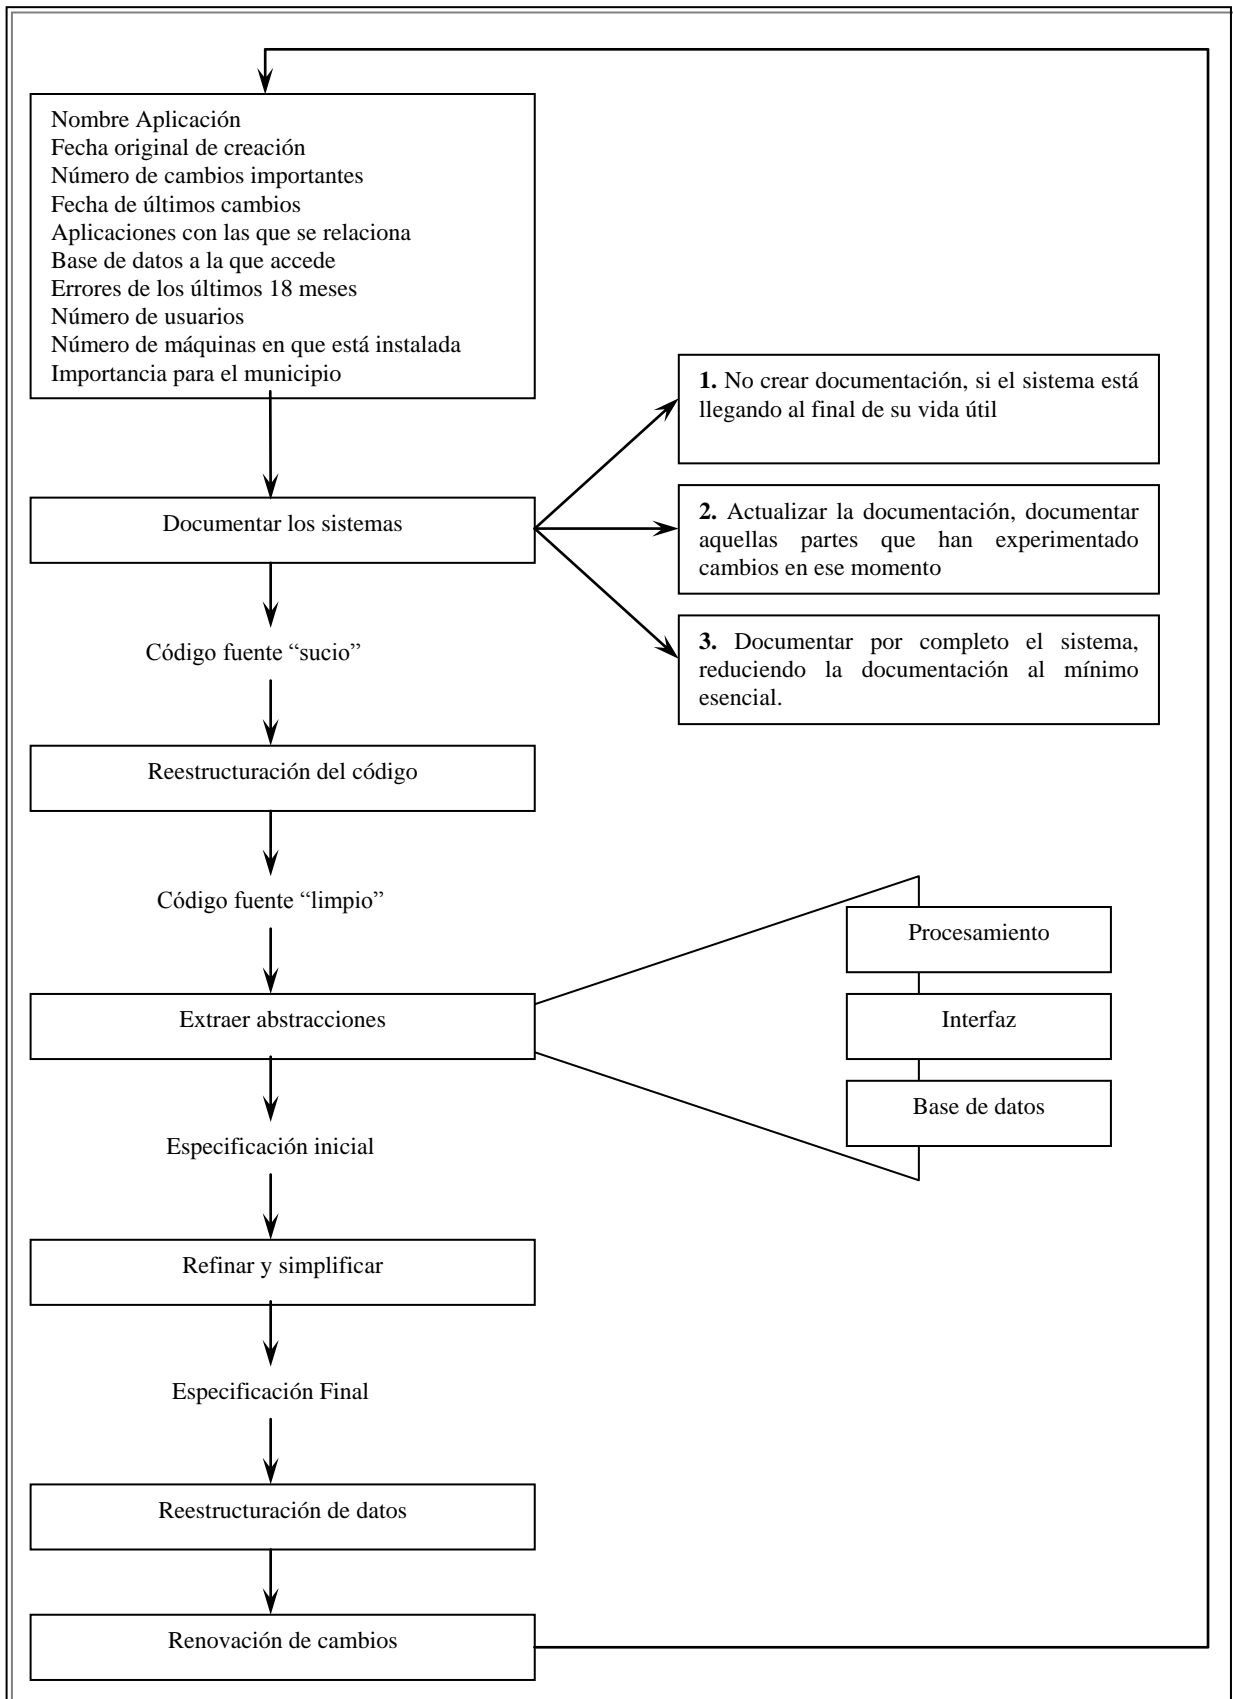 Nombre Aplicación
Fecha original de creación
Número de cambios importantes
Fecha de últimos cambios
Aplicaciones con las que se relaciona
Base de datos a la que accede
Errores de los últimos 18 meses
Número de usuarios
Número de máquinas en que está instalada
Importancia para el municipio
1. No crear documentación, si el sistema está
llegando al final de su vida útil
Documentar los sistemas
2. Actualizar la documentación, documentar
aquellas partes que han experimentado
cambios en ese momento
3. Documentar por completo el sistema,
reduciendo la documentación al mínimo
esencial.
Código fuente “sucio”
Reestructuración del código
Código fuente “limpio”
Extraer abstracciones
Procesamiento
Interfaz
Base de datos
Especificación inicial
Refinar y simplificar
Especificación Final
Reestructuración de datos
Renovación de cambios